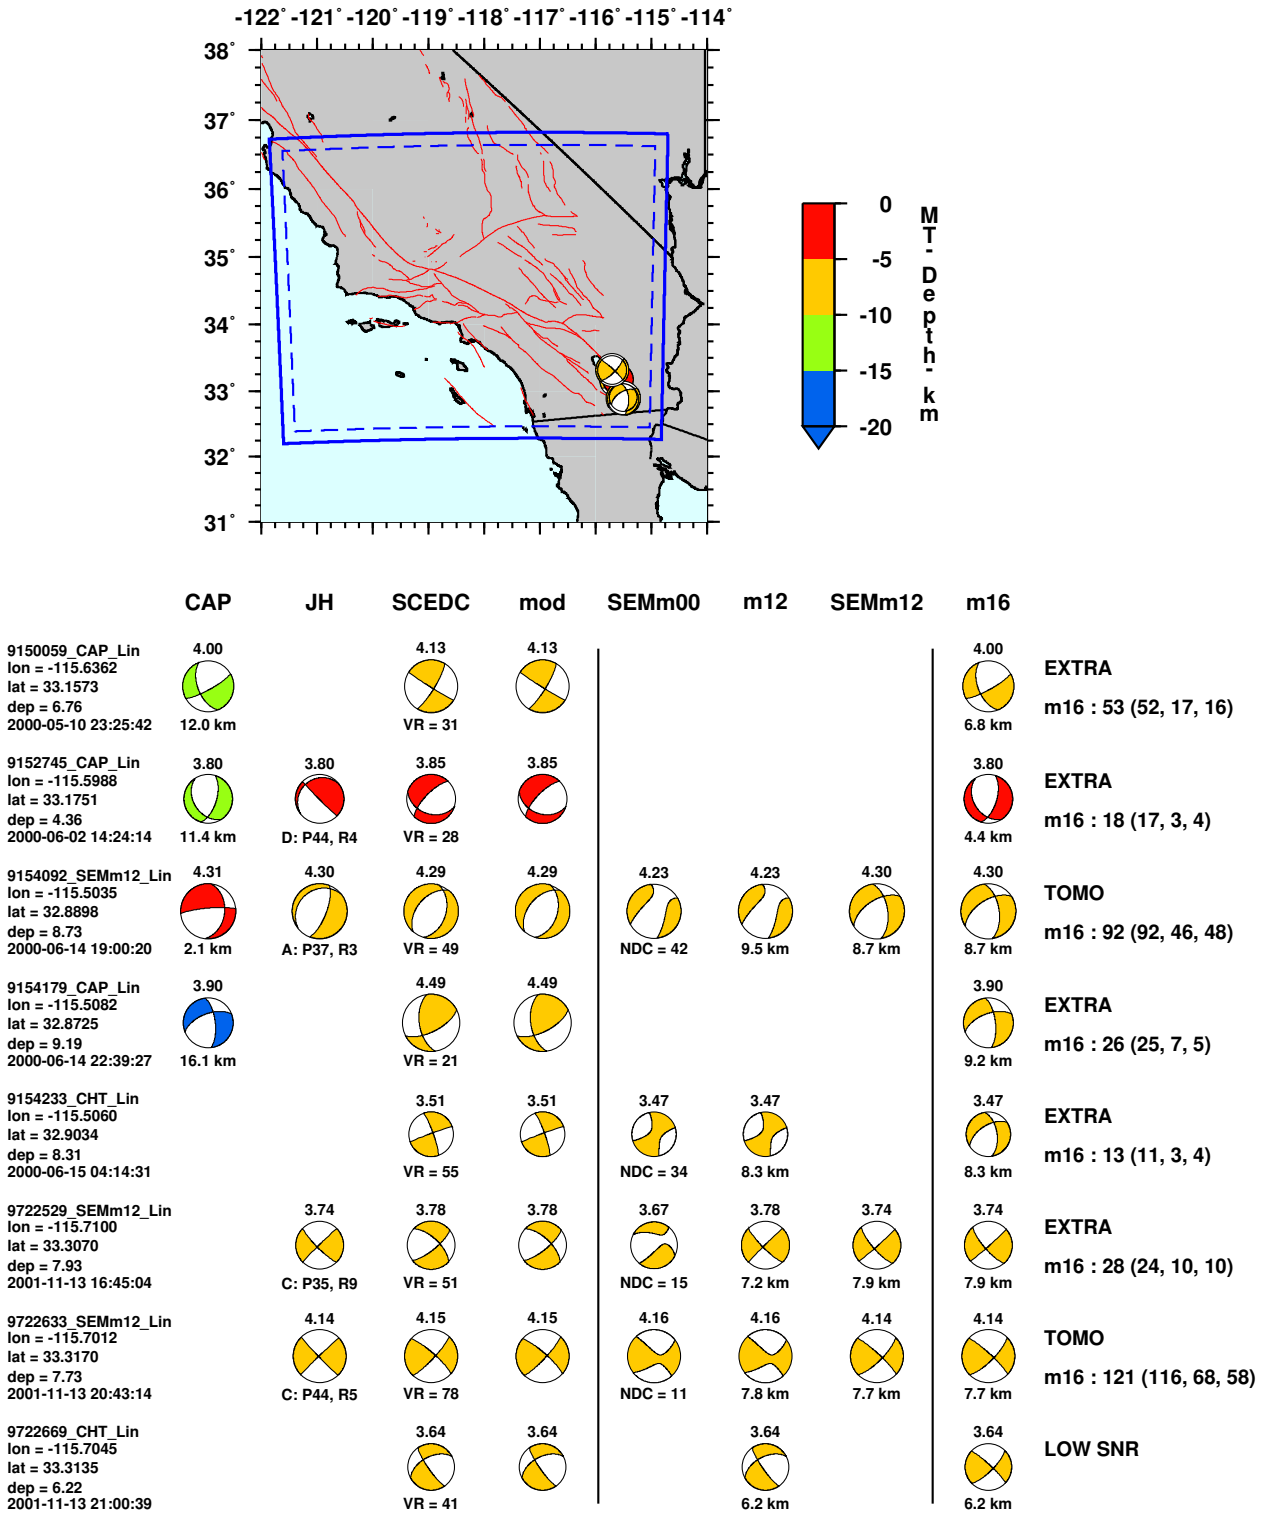 -122° -121° -120° -119° -118° -117° -116° -115° -114°
38°
37°
36°
35°
34°
33°
32°
31°
0
-5
-10
-15
-20
MT-Depth-km
CAP JH SCEDC mod SEMm00 m12 SEMm12 m16
9150059_CAP_Lin
lon = -115.6362
lat = 33.1573
dep = 6.76
2000-05-10 23:25:42
4.00 4.13 4.13 4.00
12.0 km VR = 31 6.8 km
EXTRA
m16 : 53 (52, 17, 16)
9152745_CAP_Lin
lon = -115.5988
lat = 33.1751
dep = 4.36
2000-06-02 14:24:14
3.80 3.80 3.85 3.85 3.80
11.4 km D: P44, R4 VR = 28 4.4 km
EXTRA
m16 : 18 (17, 3, 4)
9154092_SEMm12_Lin
lon = -115.5035
lat = 32.8898
dep = 8.73
2000-06-14 19:00:20
4.31 4.30 4.29 4.29 4.23 4.23 4.30 4.30
2.1 km A: P37, R3 VR = 49 NDC = 42 9.5 km 8.7 km 8.7 km
TOMO
m16 : 92 (92, 46, 48)
9154179_CAP_Lin
lon = -115.5082
lat = 32.8725
dep = 9.19
2000-06-14 22:39:27
3.90 4.49 4.49 3.90
16.1 km VR = 21 9.2 km
EXTRA
m16 : 26 (25, 7, 5)
9154233_CHT_Lin
lon = -115.5060
lat = 32.9034
dep = 8.31
2000-06-15 04:14:31
3.51 3.51 3.47 3.47 3.47
VR = 55 NDC = 34 8.3 km 8.3 km
EXTRA
m16 : 13 (11, 3, 4)
9722529_SEMm12_Lin
lon = -115.7100
lat = 33.3070
dep = 7.93
2001-11-13 16:45:04
3.74 3.78 3.78 3.67 3.78 3.74 3.74
C: P35, R9 VR = 51 NDC = 15 7.2 km 7.9 km 7.9 km
EXTRA
m16 : 28 (24, 10, 10)
9722633_SEMm12_Lin
lon = -115.7012
lat = 33.3170
dep = 7.73
2001-11-13 20:43:14
4.14 4.15 4.15 4.16 4.16 4.14 4.14
C: P44, R5 VR = 78 NDC = 11 7.8 km 7.7 km 7.7 km
TOMO
m16 : 121 (116, 68, 58)
9722669_CHT_Lin
lon = -115.7045
lat = 33.3135
dep = 6.22
2001-11-13 21:00:39
3.64 3.64 3.64 3.64
VR = 41 6.2 km 6.2 km
LOW SNR